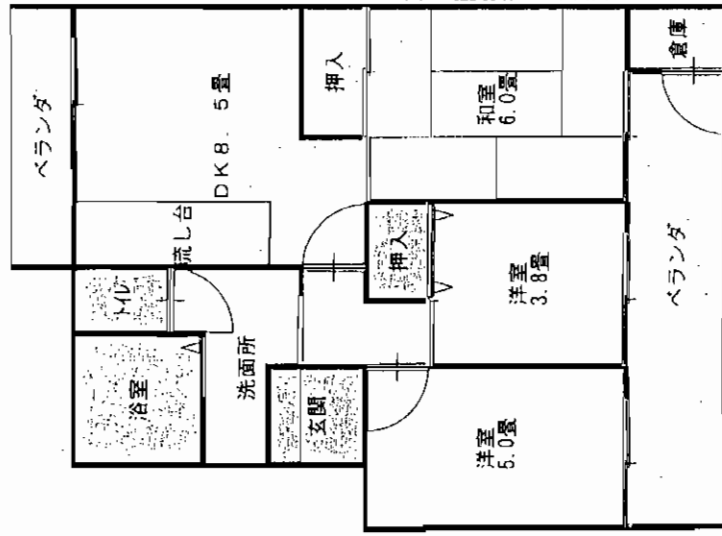 ベランダ
DK8.5畳
流し台
押入
和室
6.0畳
倉庫
トイレ
押入
洋室
3.8畳
ベランダ
浴室
洗面所
玄関
洋室
5.0畳